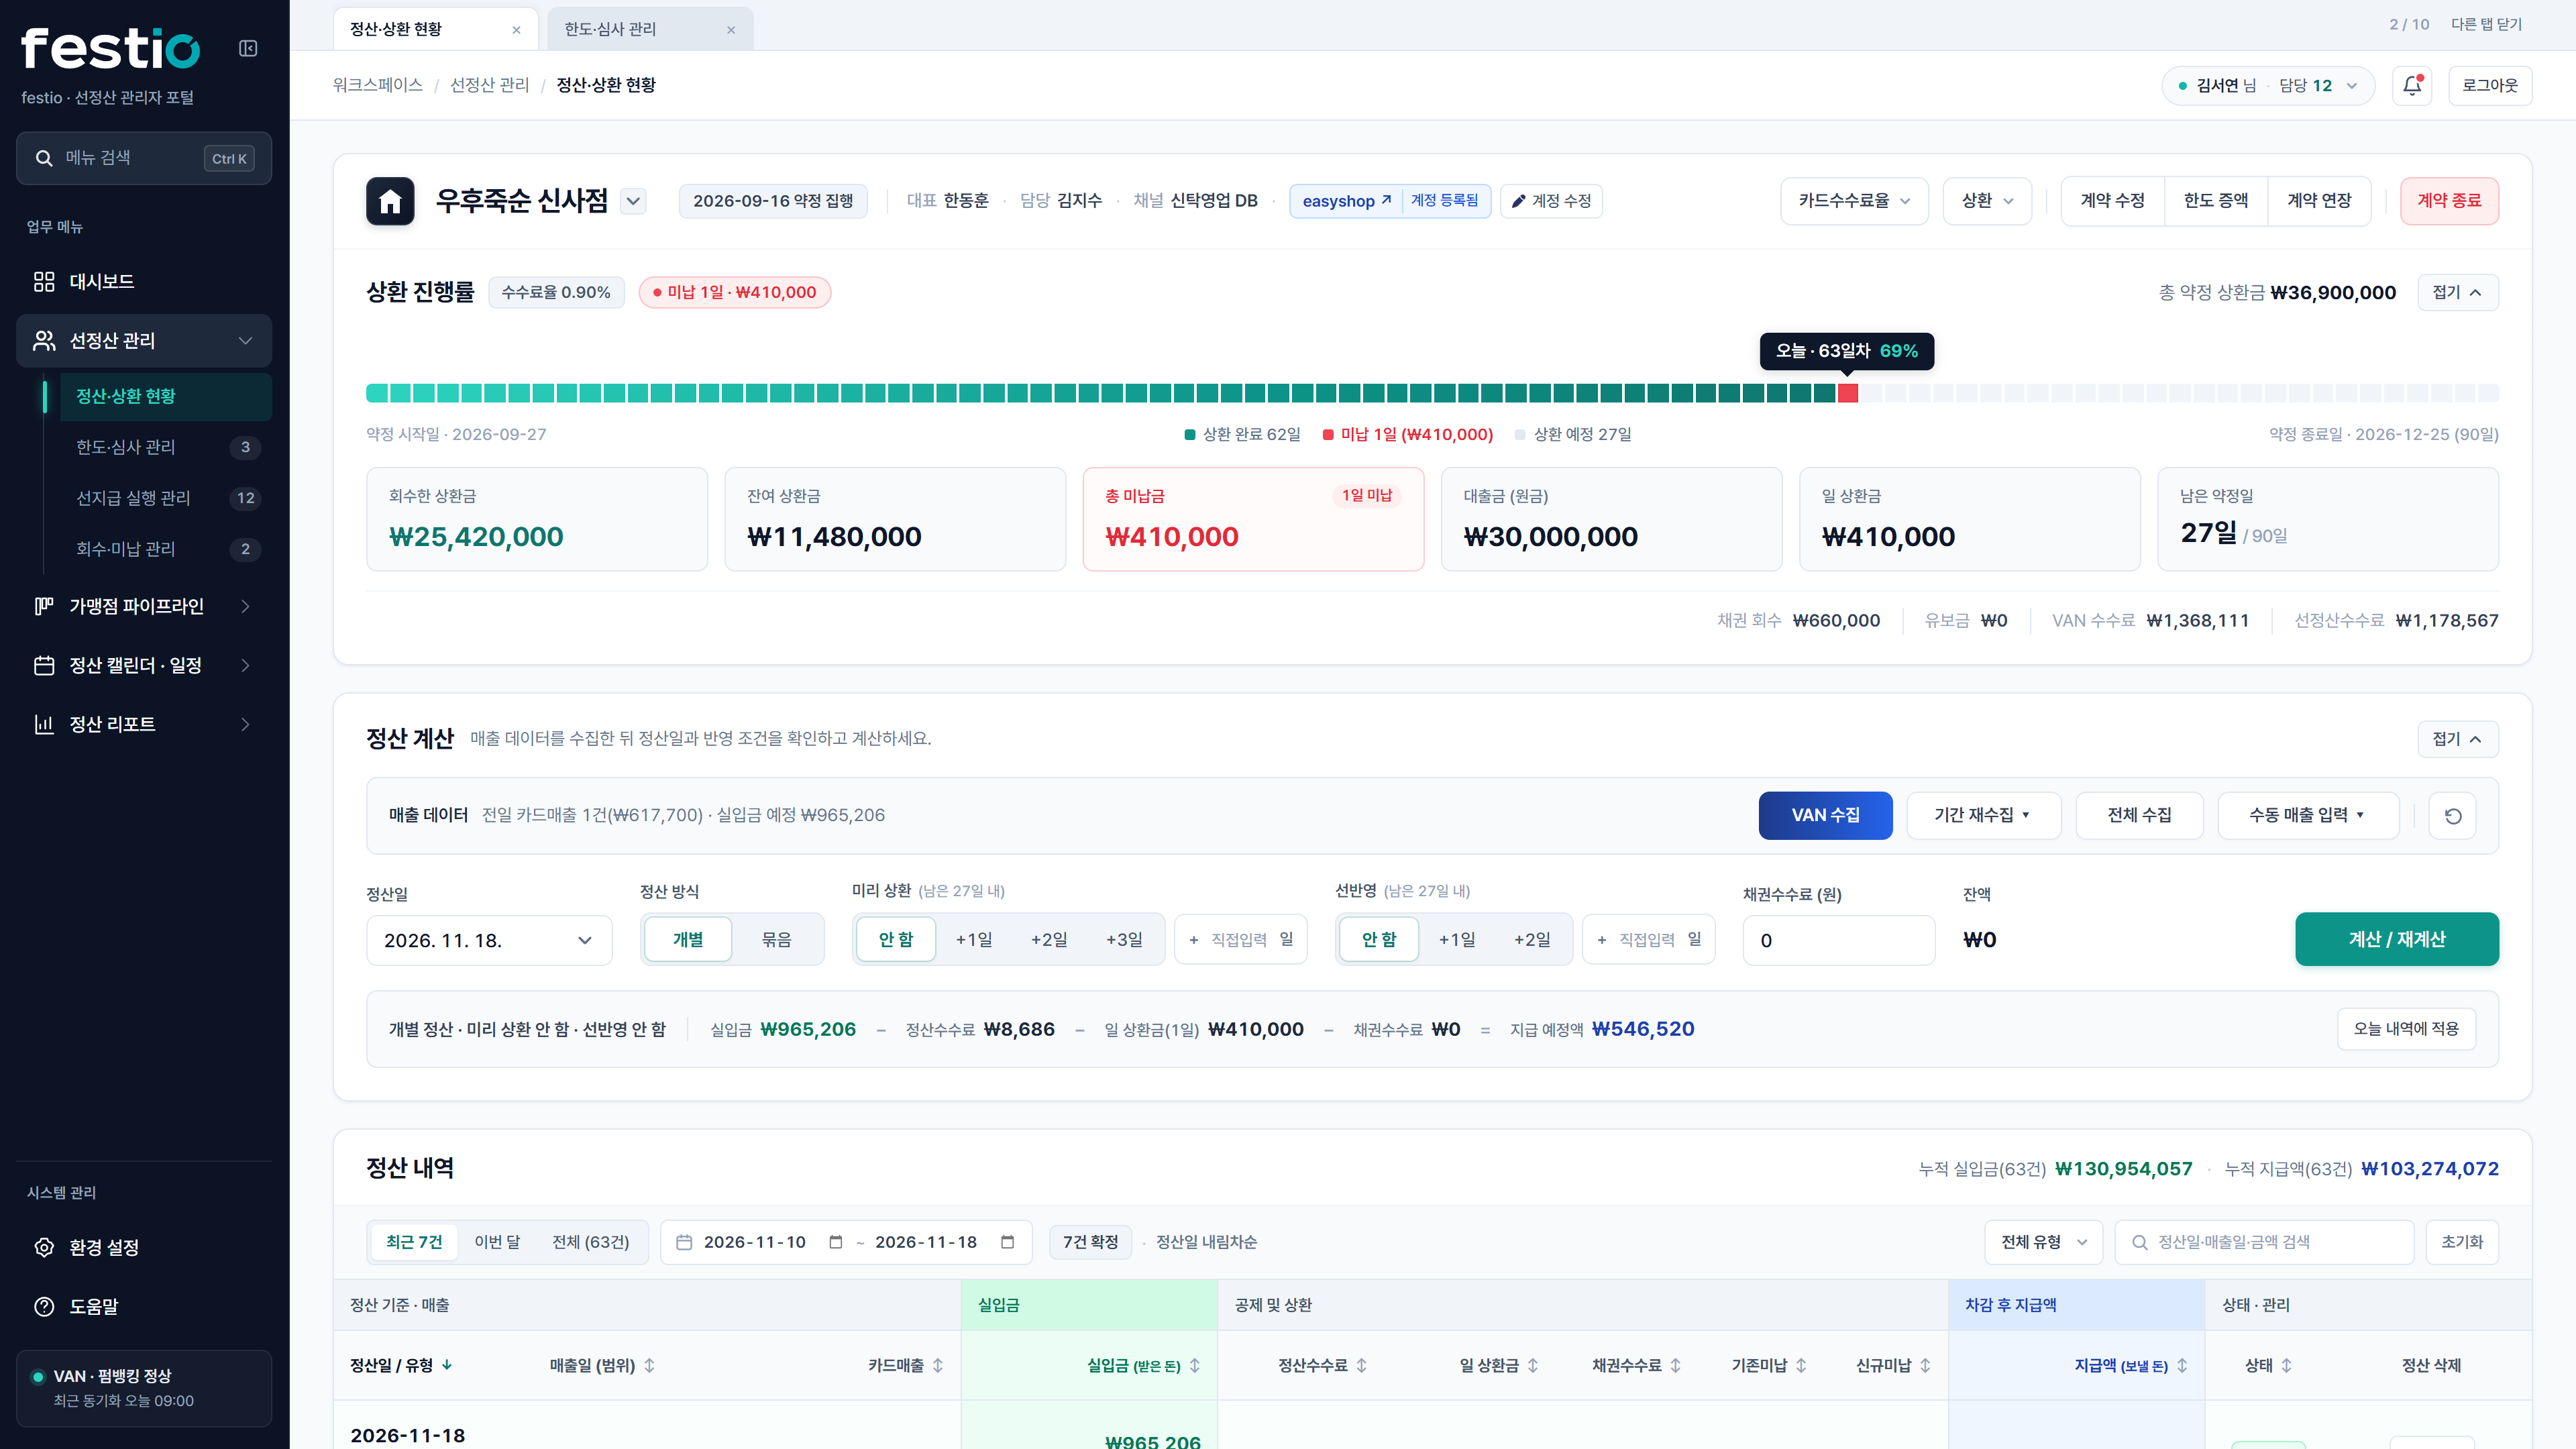 festio
festio · 선정산 관리자 포털
메뉴 검색 Ctrl K
업무 메뉴
대시보드
선정산 관리
정산·상환 현황
한도·심사 관리 3
선지급 실행 관리 12
회수·미납 관리 2
가맹점 파이프라인
정산 캘린더 · 일정
정산 리포트
시스템 관리
환경 설정
도움말
VAN · 펌뱅킹 정상
최근 동기화 오늘 09:00
정산·상환 현황 × 한도·심사 관리 × 2 / 10 다른 탭 닫기
워크스페이스 / 선정산 관리 / 정산·상환 현황 김서연 님 · 담당 12 로그아웃
우후죽순 신사점 2026-09-16 약정 집행 대표 한동훈 · 담당 김지수 · 채널 신탁영업 DB · easyshop ↗ 계정 등록됨 계정 수정 카드수수료율 상환 계약 수정 한도 증액 계약 연장 계약 종료
상환 진행률 수수료율 0.90% 미납 1일 · ₩410,000 총 약정 상환금 ₩36,900,000 접기
오늘 · 63일차 69%
약정 시작일 · 2026-09-27 상환 완료 62일 미납 1일 (₩410,000) 상환 예정 27일 약정 종료일 · 2026-12-25 (90일)
회수한 상환금 잔여 상환금 총 미납금 1일 미납 대출금 (원금) 일 상환금 남은 약정일
₩25,420,000 ₩11,480,000 ₩410,000 ₩30,000,000 ₩410,000 27일 / 90일
채권 회수 ₩660,000 유보금 ₩0 VAN 수수료 ₩1,368,111 선정산수수료 ₩1,178,567
정산 계산 매출 데이터를 수집한 뒤 정산일과 반영 조건을 확인하고 계산하세요. 접기
매출 데이터 전일 카드매출 1건(₩617,700) · 실입금 예정 ₩965,206 VAN 수집 기간 재수집 ▾ 전체 수집 수동 매출 입력 ▾
정산일 정산 방식 미리 상환 (남은 27일 내) 선반영 (남은 27일 내) 채권수수료 (원) 잔액
2026. 11. 18. 개별 묶음 안 함 +1일 +2일 +3일 + 직접입력 일 안 함 +1일 +2일 + 직접입력 일 0 ₩0 계산 / 재계산
개별 정산 · 미리 상환 안 함 · 선반영 안 함 실입금 ₩965,206 − 정산수수료 ₩8,686 − 일 상환금(1일) ₩410,000 − 채권수수료 ₩0 = 지급 예정액 ₩546,520 오늘 내역에 적용
정산 내역 누적 실입금(63건) ₩130,954,057 · 누적 지급액(63건) ₩103,274,072
최근 7건 이번 달 전체 (63건) 2026-11-10 ~ 2026-11-18 7건 확정 · 정산일 내림차순 전체 유형 정산일·매출일·금액 검색 초기화
정산 기준 · 매출 실입금 공제 및 상환 차감 후 지급액 상태 · 관리
정산일 / 유형 ↓ 매출일 (범위) 카드매출 실입금 (받은 돈) 정산수수료 일 상환금 채권수수료 기존미납 신규미납 지급액 (보낼 돈) 상태 정산 삭제
2026-11-18 ₩965,206